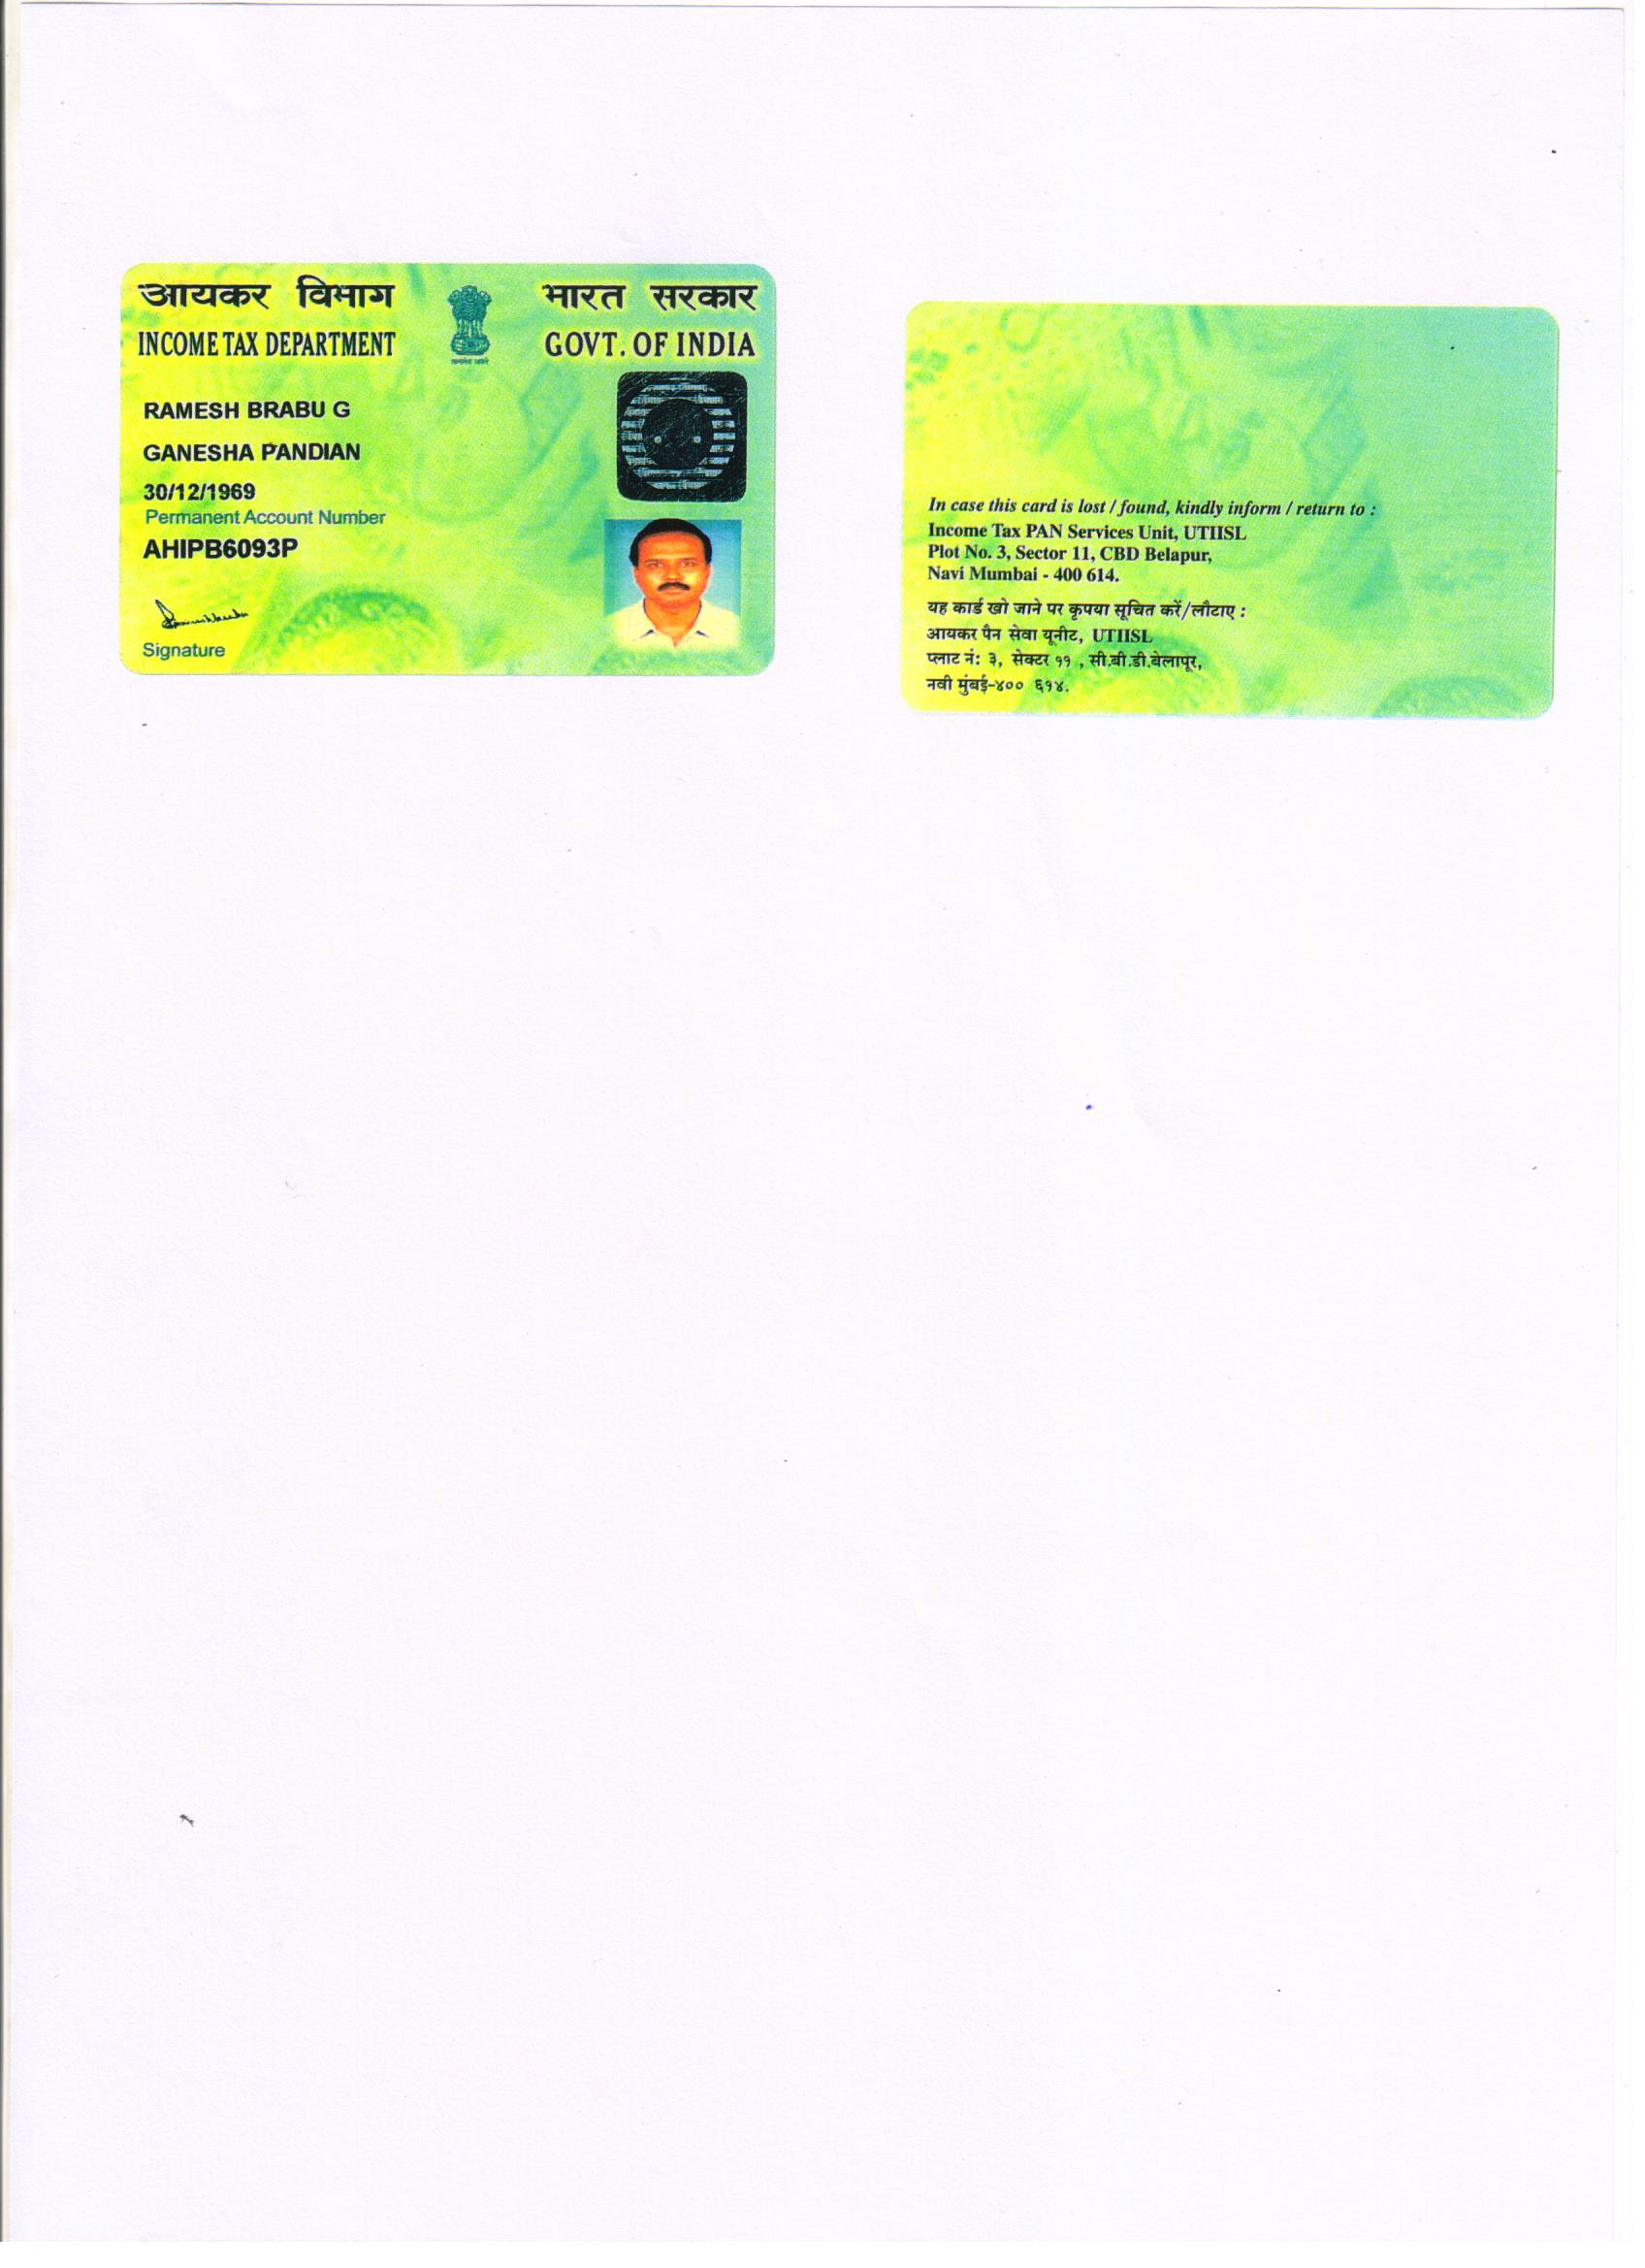 आयकर विभाग
INCOME TAX DEPARTMENT
भारत सरकार
GOVT. OF INDIA
RAMESH BRABU G
GANESHA PANDIAN
30/12/1969
Permanent Account Number
AHIPB6093P
Signature
In case this card is lost / found, kindly inform / return to :
Income Tax PAN Services Unit, UTIISL
Plot No. 3, Sector 11, CBD Belapur,
Navi Mumbai - 400 614.
यह कार्ड खो जाने पर कृपया सूचित करें/लौटाए :
आयकर पैन सेवा यूनीट, UTIISL
प्लाट नं: ३, सेक्टर ११ , सी.बी.डी.बेलापूर,
नवी मुंबई-४०० ६१४.